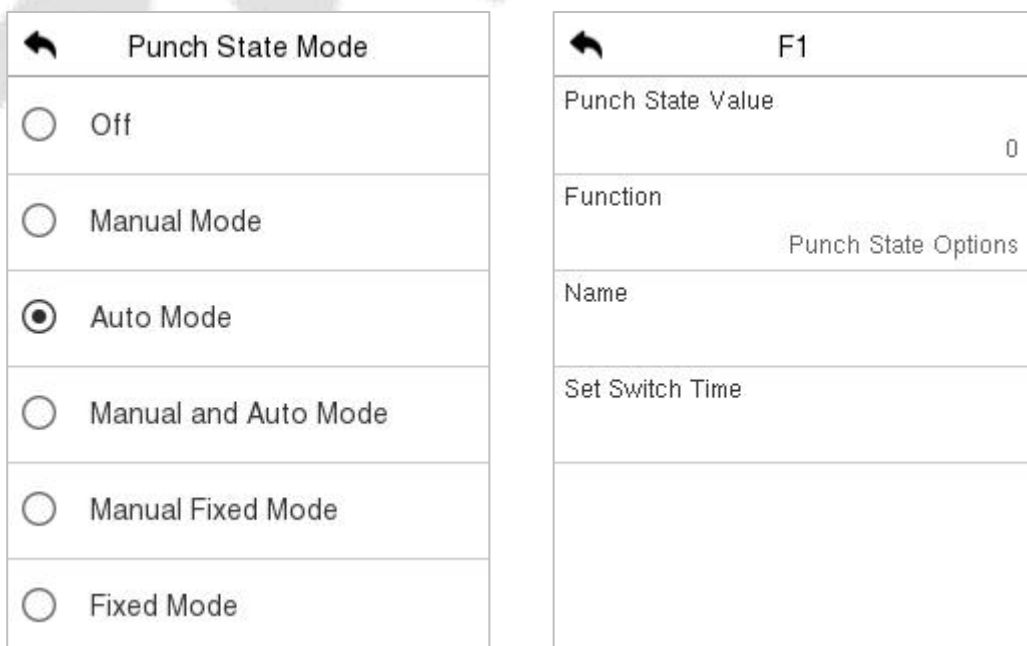 Punch State Mode
Off
Manual Mode
Auto Mode
Manual and Auto Mode
Manual Fixed Mode
Fixed Mode
F1
Punch State Value
0
Function
Punch State Options
Name
Set Switch Time